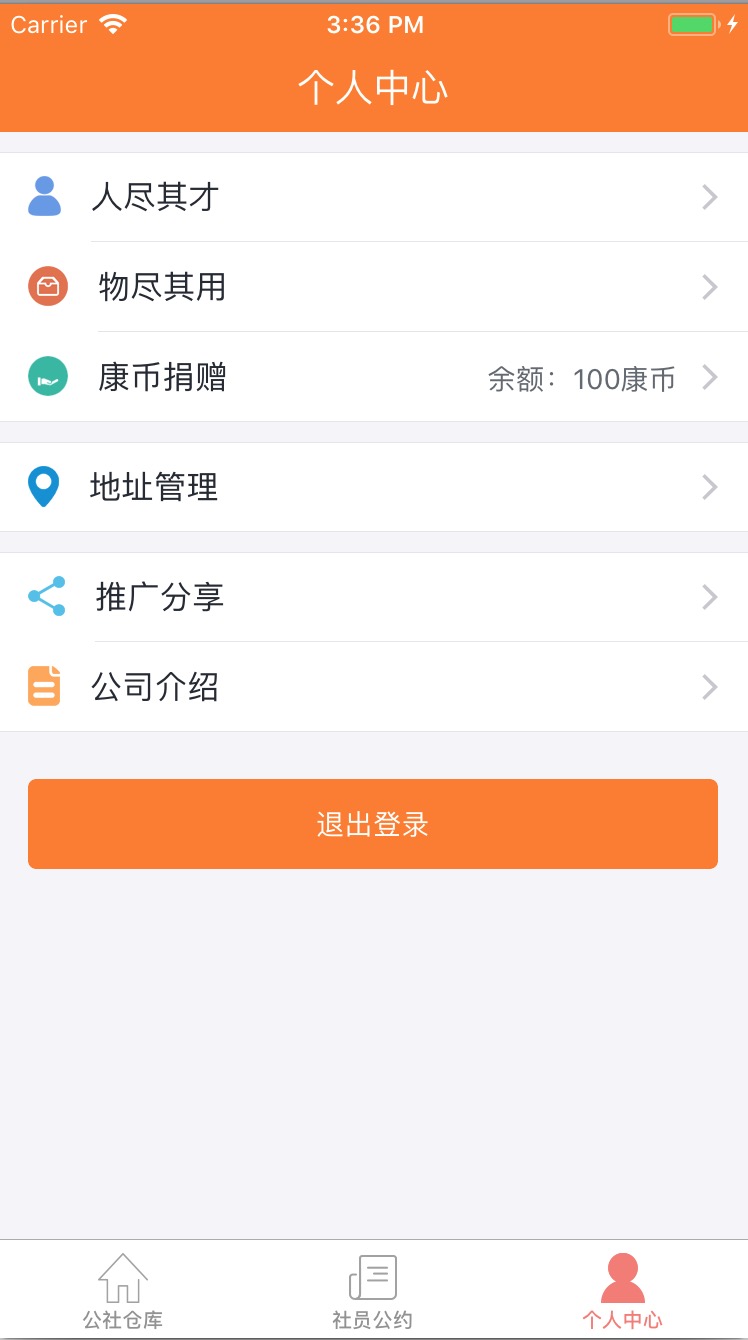 Carrier 3:36 PM
个人中心
人尽其才
物尽其用
康币捐赠 余额：100康币
地址管理
推广分享
公司介绍
退出登录
公社仓库 社员公约 个人中心